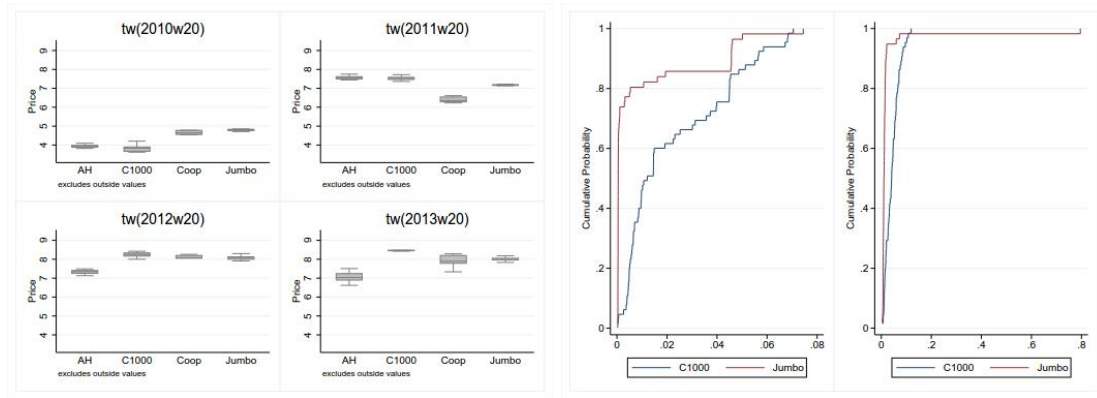 tw(2010w20)
Price
9
8
7
6
5
4
AH C1000 Coop Jumbo
excludes outside values
tw(2011w20)
Price
9
8
7
6
5
4
AH C1000 Coop Jumbo
excludes outside values
tw(2012w20)
Price
9
8
7
6
5
4
AH C1000 Coop Jumbo
excludes outside values
tw(2013w20)
Price
9
8
7
6
5
4
AH C1000 Coop Jumbo
excludes outside values
Cumulative Probability
1
.8
.6
.4
.2
0
0 .02 .04 .06 .08
C1000 Jumbo
Cumulative Probability
1
.8
.6
.4
.2
0
0 .2 .4 .6 .8
C1000 Jumbo